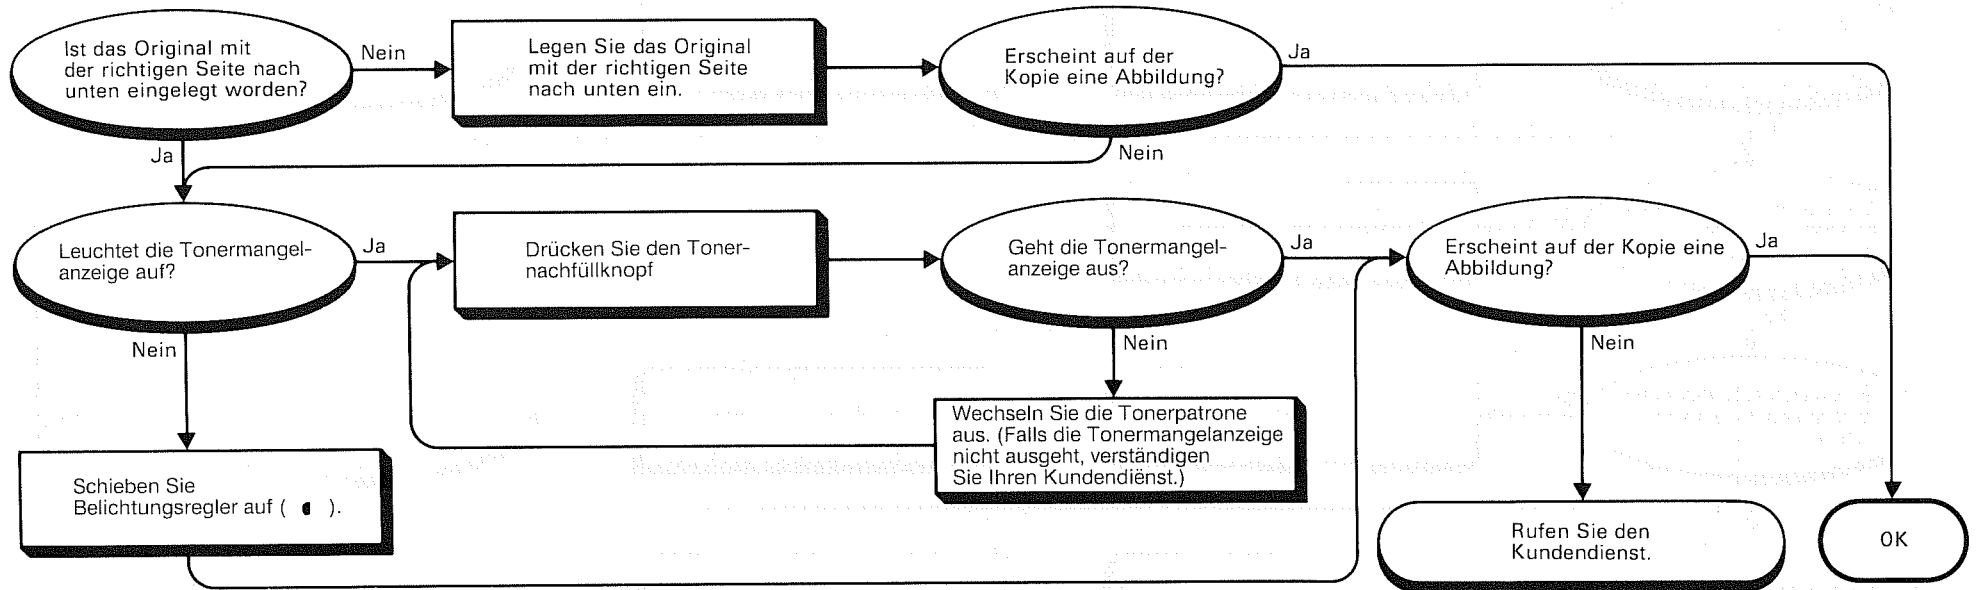 Ist das Original mit
der richtigen Seite nach
unten eingelegt worden?
Nein
Legen Sie das Original
mit der richtigen Seite
nach unten ein.
Erscheint auf der
Kopie eine Abbildung?
Ja
Ja
Nein
Leuchtet die Tonermangel-
anzeige auf?
Ja
Drücken Sie den Toner-
nachfüllknopf
Geht die Tonermangel-
anzeige aus?
Ja
Erscheint auf der Kopie eine
Abbildung?
Ja
Nein
Nein
Nein
Wechseln Sie die Tonerpatrone
aus. (Falls die Tonermangelanzeige
nicht ausgeht, verständigen
Sie Ihren Kundendiënst.)
Schieben Sie
Belichtungsregler auf ( ).
Rufen Sie den
Kundendienst.
OK